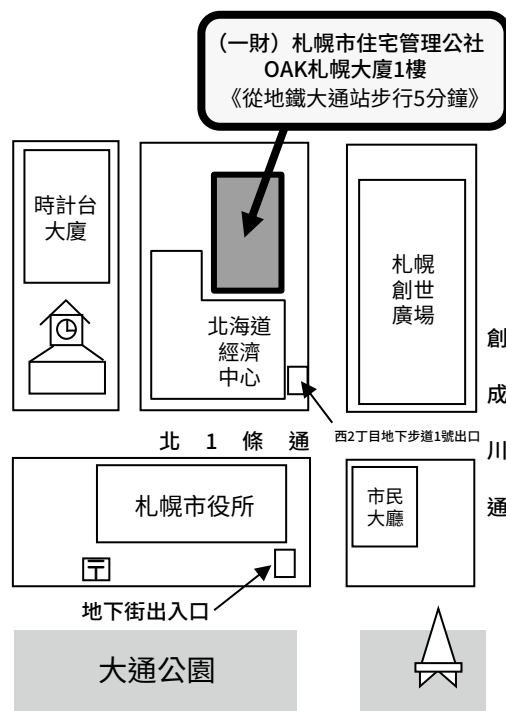 （一財）札幌市住宅管理公社
OAK札幌大廈1樓
《從地鐵大通站步行5分鐘》
時計台
大廈
札幌
創世
廣場
北海道
經濟
中心
西2丁目地下步道1號出口
北1條通
創成川通
札幌市役所
市民
大廳
〒
地下街出入口
大通公園